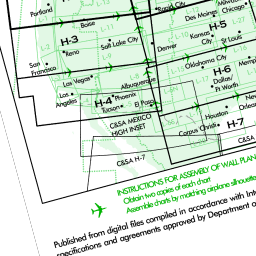 Portland
Boise
Rapid City
Des Moines
Chicago
H-3
Reno
Salt Lake City
Denver
Kansas City
H-5
St Louis
San Francisco
Las Vegas
Los Angeles
Albuquerque
Oklahoma City
H-6
Memphis
H-4
Phoenix
Tucson
El Paso
Dallas/
Ft Worth
Houston
New Orleans
Corpus Christi
H-7
C&SA MEXICO
HIGH INSET
C&SA H-7
INSTRUCTIONS FOR ASSEMBLY OF WALL PLAN
Obtain two copies of each chart
Assemble charts by matching airplane silhouette
Published from digital files compiled in accordance with Int
specifications and agreements approved by Department o